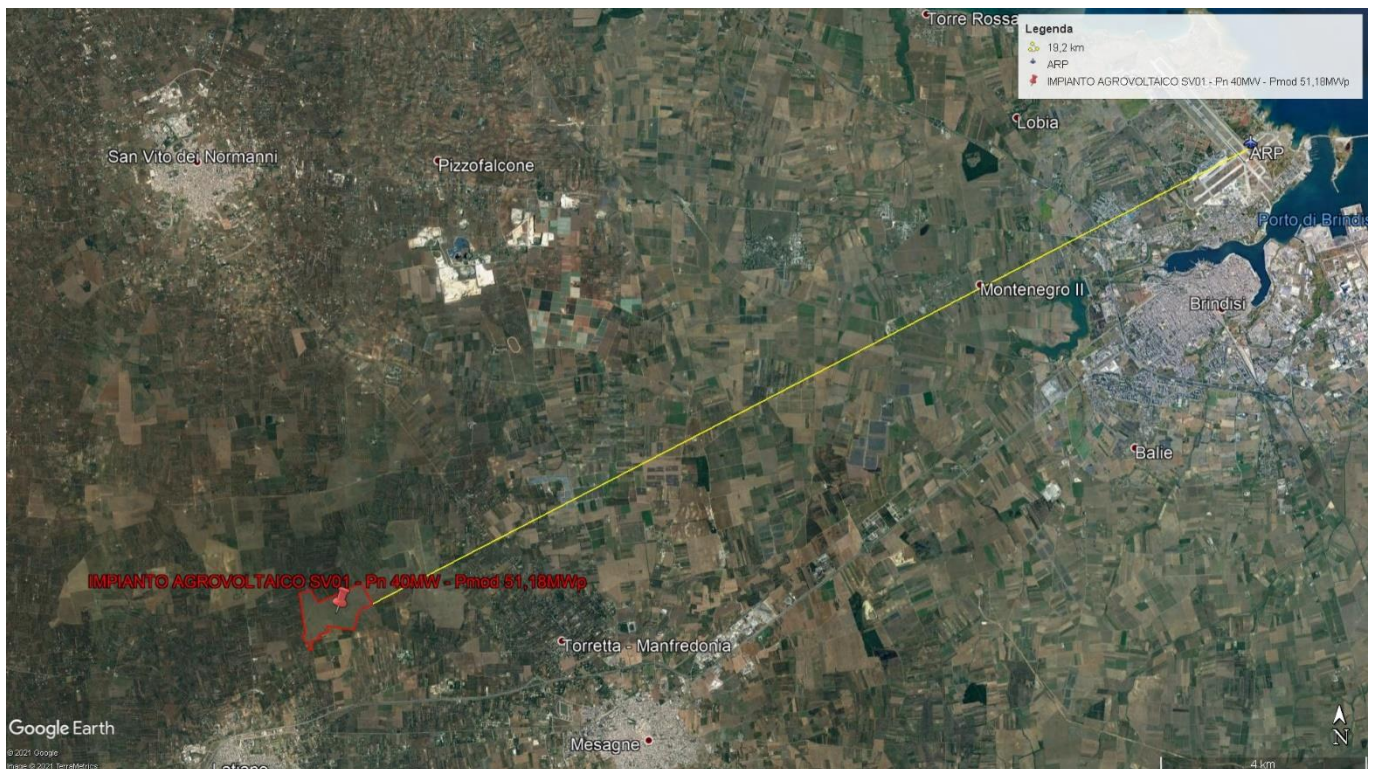 Torre Rossa
Legenda
19,2 km
ARP
IMPIANTO AGROVOLTAICO SV01 - Pn 40MW - Pmod 51,18MWp
Lobia
San Vito dei Normanni
Pizzofalcone
ARP
Porto di Brindis
Montenegro II
Brindisi
Balie
IMPIANTO AGROVOLTAICO SV01 - Pn 40MW - Pmod 51,18MWp
Torretta - Manfredonia
Google Earth
Mesagne
N
© 2021 Google
Image © 2021 TerraMetrics
Latiano
4 km